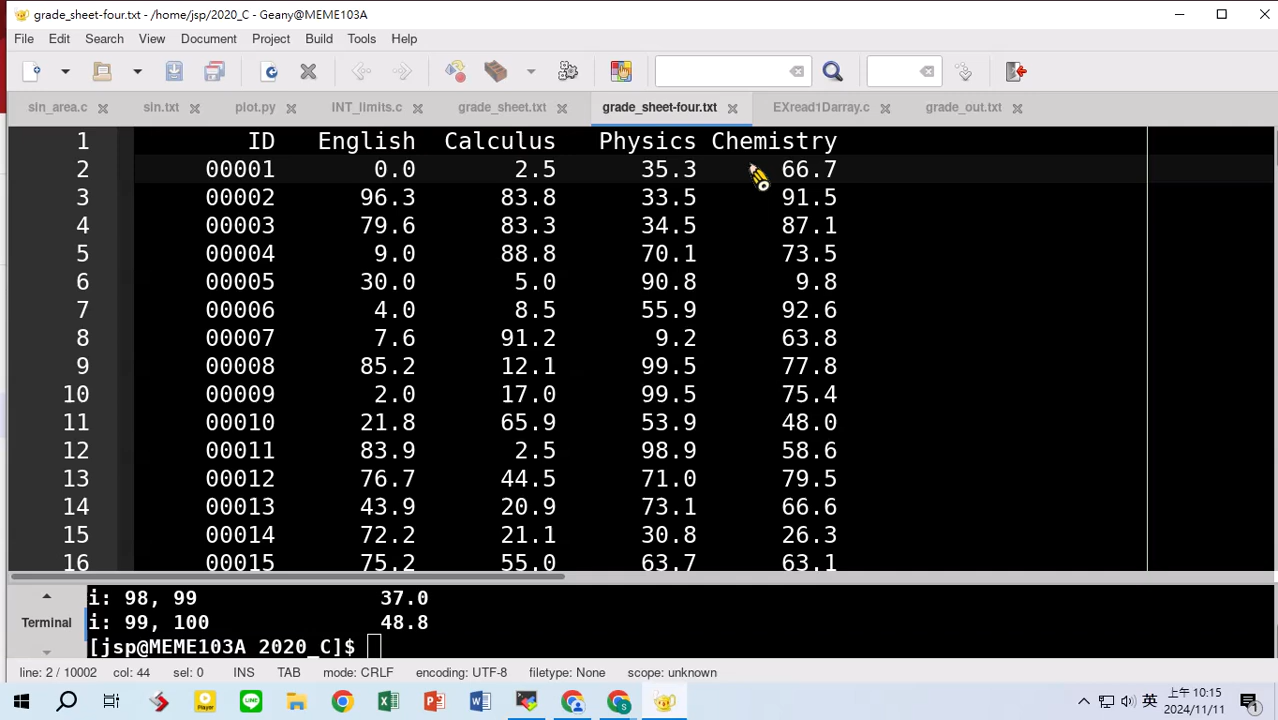 grade_sheet-four.txt - /home/jsp/2020_C - Geany@MEME103A
File Edit Search View Document Project Build Tools Help
sin_area.c sin.txt plot.py INT_limits.c grade_sheet.txt grade_sheet-four.txt EXread1Darray.c grade_out.txt
1 ID English Calculus Physics Chemistry
2 00001 0.0 2.5 35.3 66.7
3 00002 96.3 83.8 33.5 91.5
4 00003 79.6 83.3 34.5 87.1
5 00004 9.0 88.8 70.1 73.5
6 00005 30.0 5.0 90.8 9.8
7 00006 4.0 8.5 55.9 92.6
8 00007 7.6 91.2 9.2 63.8
9 00008 85.2 12.1 99.5 77.8
10 00009 2.0 17.0 99.5 75.4
11 00010 21.8 65.9 53.9 48.0
12 00011 83.9 2.5 98.9 58.6
13 00012 76.7 44.5 71.0 79.5
14 00013 43.9 20.9 73.1 66.6
15 00014 72.2 21.1 30.8 26.3
16 00015 75.2 55.0 63.7 63.1
i: 98, 99 37.0
Terminal i: 99, 100 48.8
[jsp@MEME103A 2020_C]$
line: 2 / 10002 col: 44 sel: 0 INS TAB mode: CRLF encoding: UTF-8 filetype: None scope: unknown
Player LINE 英 上午 10:15
2024/11/11 1